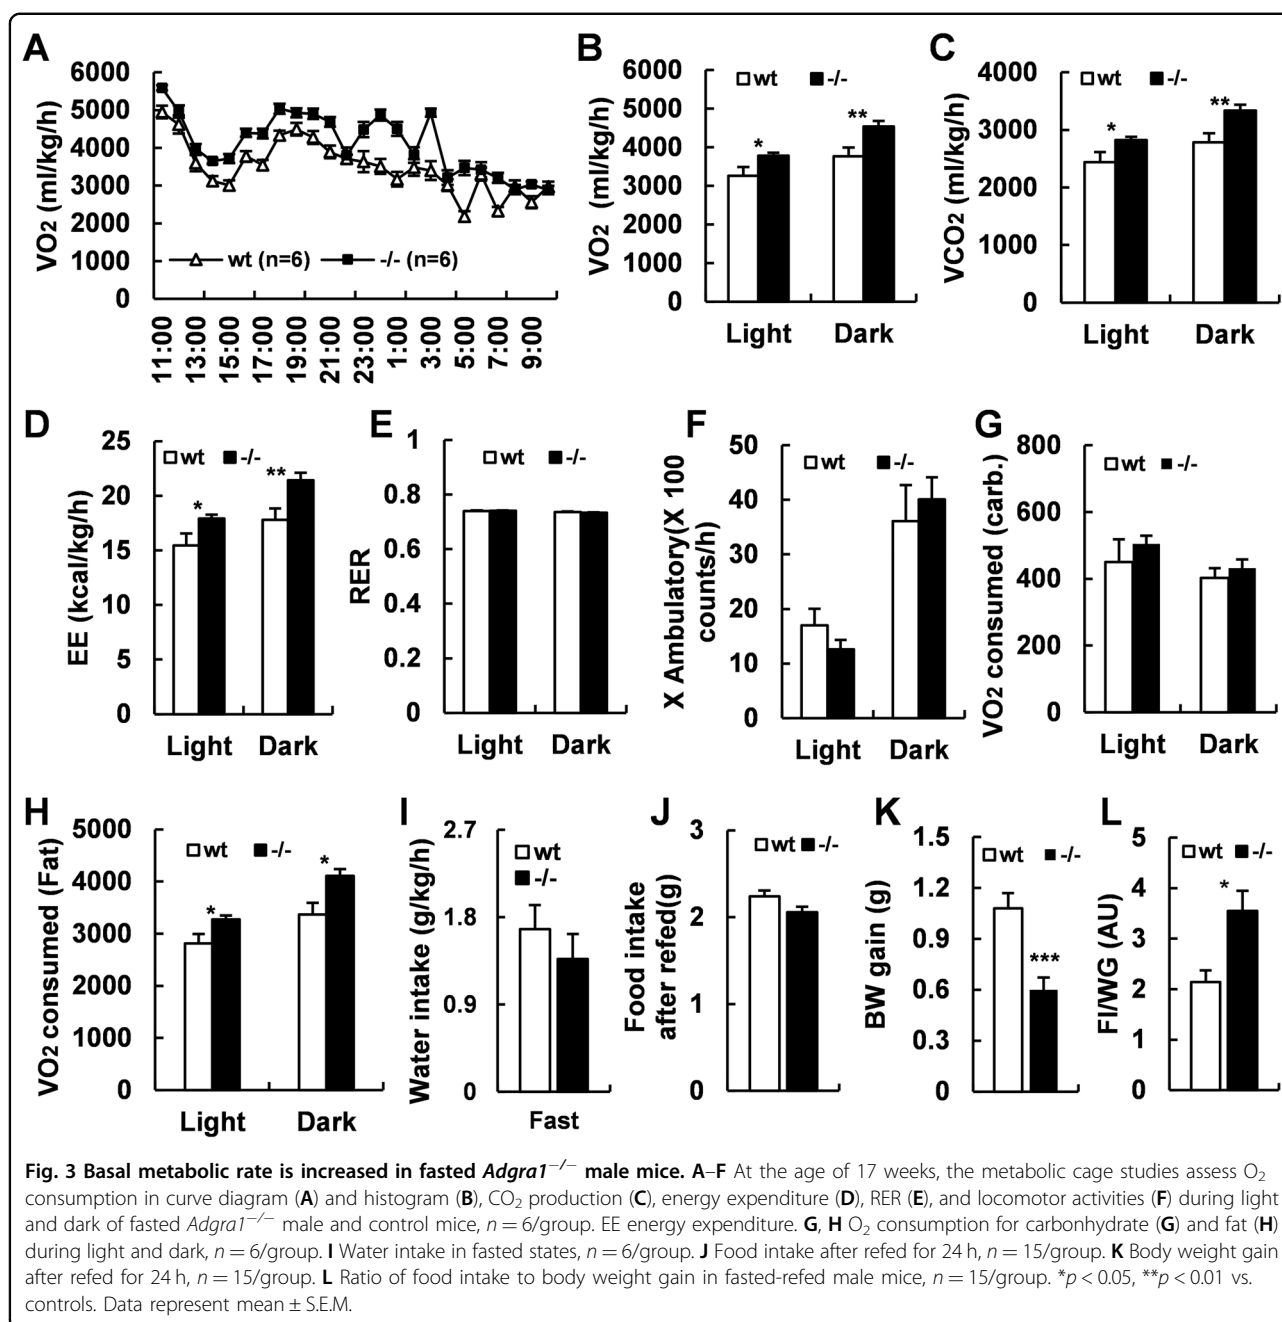 A
VO2 (ml/kg/h)
6000
5000
4000
3000
2000
1000
0
wt (n=6)
-/- (n=6)
11:00
13:00
15:00
17:00
19:00
21:00
23:00
1:00
3:00
5:00
7:00
9:00
B
VO2 (ml/kg/h)
6000
5000
4000
3000
2000
1000
0
wt
-/-
*
**
Light
Dark
C
VCO2 (ml/kg/h)
4000
3000
2000
1000
0
wt
-/-
*
**
Light
Dark
D
EE (kcal/kg/h)
25
20
15
10
5
0
wt
-/-
*
**
Light
Dark
E
RER
1
0.8
0.6
0.4
0.2
0
wt
-/-
Light
Dark
F
X Ambulatory(X 100
counts/h)
50
40
30
20
10
0
wt
-/-
Light
Dark
G
VO2 consumed (carb.)
800
600
400
200
0
wt
-/-
Light
Dark
H
VO2 consumed (Fat)
5000
4000
3000
2000
1000
0
wt
-/-
*
*
Light
Dark
I
Water intake (g/kg/h)
2.7
1.8
0.9
0
wt
-/-
Fast
J
Food intake
after refed(g)
3
2
1
0
wt
-/-
K
BW gain (g)
1.5
1.2
0.9
0.6
0.3
0
wt
-/-
***
L
FI/WG (AU)
5
4
3
2
1
0
wt
-/-
*
Fig. 3 Basal metabolic rate is increased in fasted Adgra1−/− male mice. A–F At the age of 17 weeks, the metabolic cage studies assess O2
consumption in curve diagram (A) and histogram (B), CO2 production (C), energy expenditure (D), RER (E), and locomotor activities (F) during light
and dark of fasted Adgra1−/− male and control mice, n = 6/group. EE energy expenditure. G, H O2 consumption for carbonhydrate (G) and fat (H)
during light and dark, n = 6/group. I Water intake in fasted states, n = 6/group. J Food intake after refed for 24 h, n = 15/group. K Body weight gain
after refed for 24 h, n = 15/group. L Ratio of food intake to body weight gain in fasted-refed male mice, n = 15/group. *p < 0.05, **p < 0.01 vs.
controls. Data represent mean ± S.E.M.